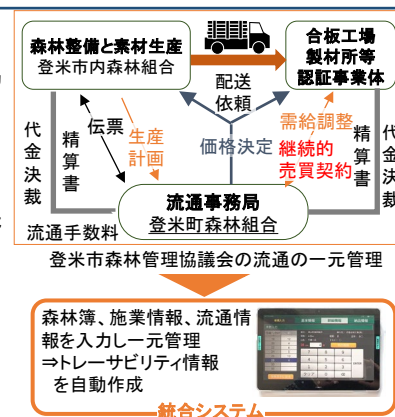 森林整備と素材生産
登米市内森林組合
合板工場
製材所等
認証事業体
配送
依頼
代金決裁
精算書
伝票
生産
計画
価格決定
需給調整
継続的
売買契約
精算書
代金決裁
流通事務局
登米町森林組合
流通手数料
登米市森林管理協議会の流通の一元管理
森林簿、施業情報、流通情
報を入力し一元管理
⇒トレーサビリティ情報
を自動作成
統合システム